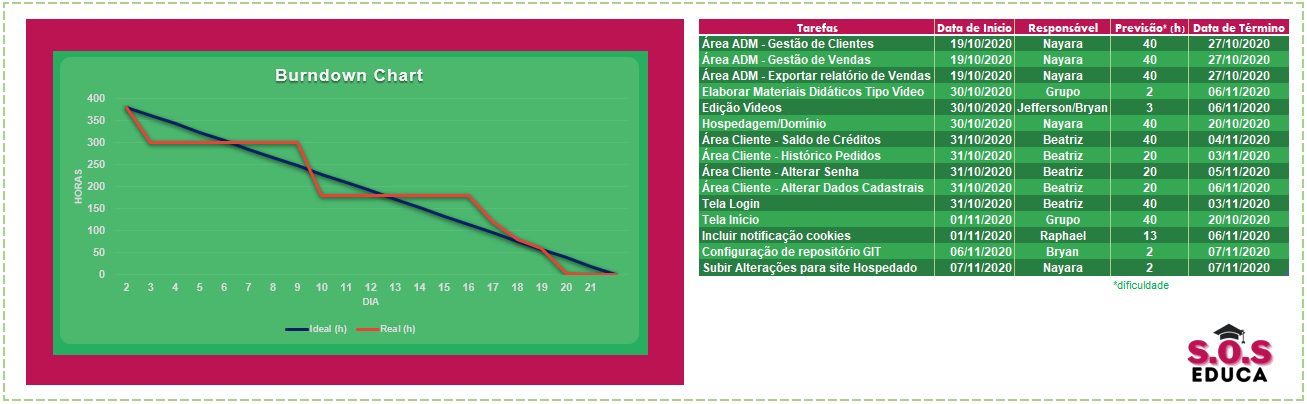 Burndown Chart
400
350
300
250
200
150
100
50
0
HORAS
2 3 4 5 6 7 8 9 10 11 12 13 14 15 16 17 18 19 20 21
DIA
Ideal (h) Real (h)
Tarefas Data de Início Responsável Previsão* (h) Data de Término
Área ADM - Gestão de Clientes 19/10/2020 Nayara 40 27/10/2020
Área ADM - Gestão de Vendas 19/10/2020 Nayara 40 27/10/2020
Área ADM - Exportar relatório de Vendas 19/10/2020 Nayara 40 27/10/2020
Elaborar Materiais Didáticos Tipo Video 30/10/2020 Grupo 2 06/11/2020
Edição Videos 30/10/2020 Jefferson/Bryan 3 06/11/2020
Hospedagem/Domínio 30/10/2020 Nayara 40 20/10/2020
Área Cliente - Saldo de Créditos 31/10/2020 Beatriz 40 04/11/2020
Área Cliente - Histórico Pedidos 31/10/2020 Beatriz 20 03/11/2020
Área Cliente - Alterar Senha 31/10/2020 Beatriz 20 05/11/2020
Área Cliente - Alterar Dados Cadastrais 31/10/2020 Beatriz 20 06/11/2020
Tela Login 31/10/2020 Beatriz 40 03/11/2020
Tela Início 01/11/2020 Grupo 40 20/10/2020
Incluir notificação cookies 01/11/2020 Raphael 13 06/11/2020
Configuração de repositório GIT 06/11/2020 Bryan 2 07/11/2020
Subir Alterações para site Hospedado 07/11/2020 Nayara 2 07/11/2020
*dificuldade
S.O.S
EDUCA